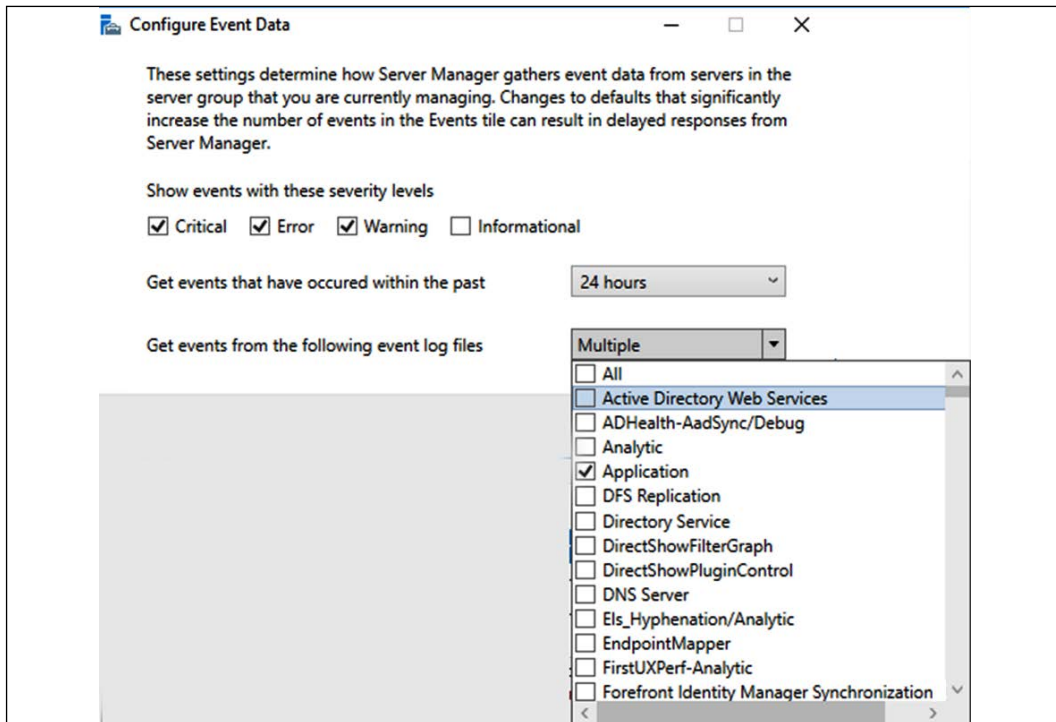 Configure Event Data
These settings determine how Server Manager gathers event data from servers in the
server group that you are currently managing. Changes to defaults that significantly
increase the number of events in the Events tile can result in delayed responses from
Server Manager.
Show events with these severity levels
Critical Error Warning Informational
Get events that have occured within the past 24 hours
Get events from the following event log files Multiple
All
Active Directory Web Services
ADHealth-AadSync/Debug
Analytic
Application
DFS Replication
Directory Service
DirectShowFilterGraph
DirectShowPluginControl
DNS Server
Els_Hyphenation/Analytic
EndpointMapper
FirstUXPerf-Analytic
Forefront Identity Manager Synchronization